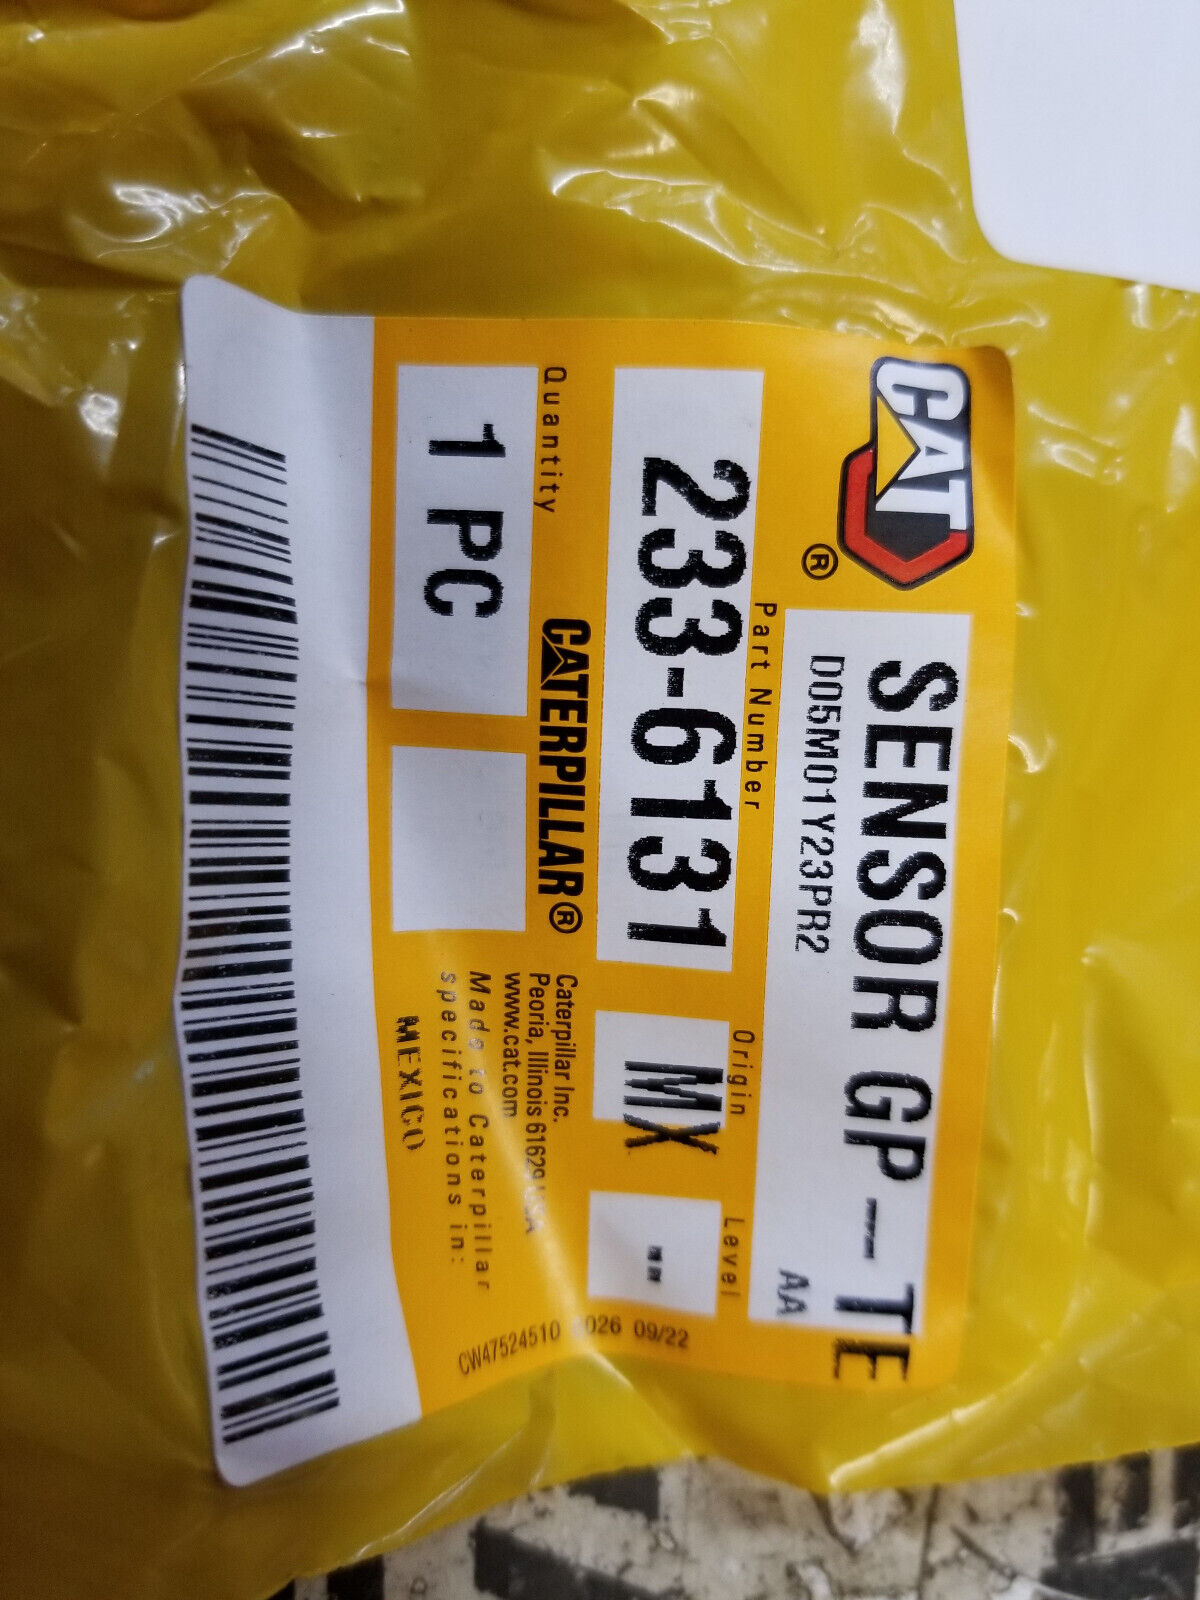 CAT®
SENSOR GP - TE
D05M01Y23PR2 AA
Part Number
Origin
Level
233-6131
MX
--
Quantity
1 PC
CATERPILLAR®
Caterpillar Inc.
Peoria, Illinois 61629 USA
www.cat.com
Made to Caterpillar
specifications in:
MEXICO
CW47524510 026 09/22